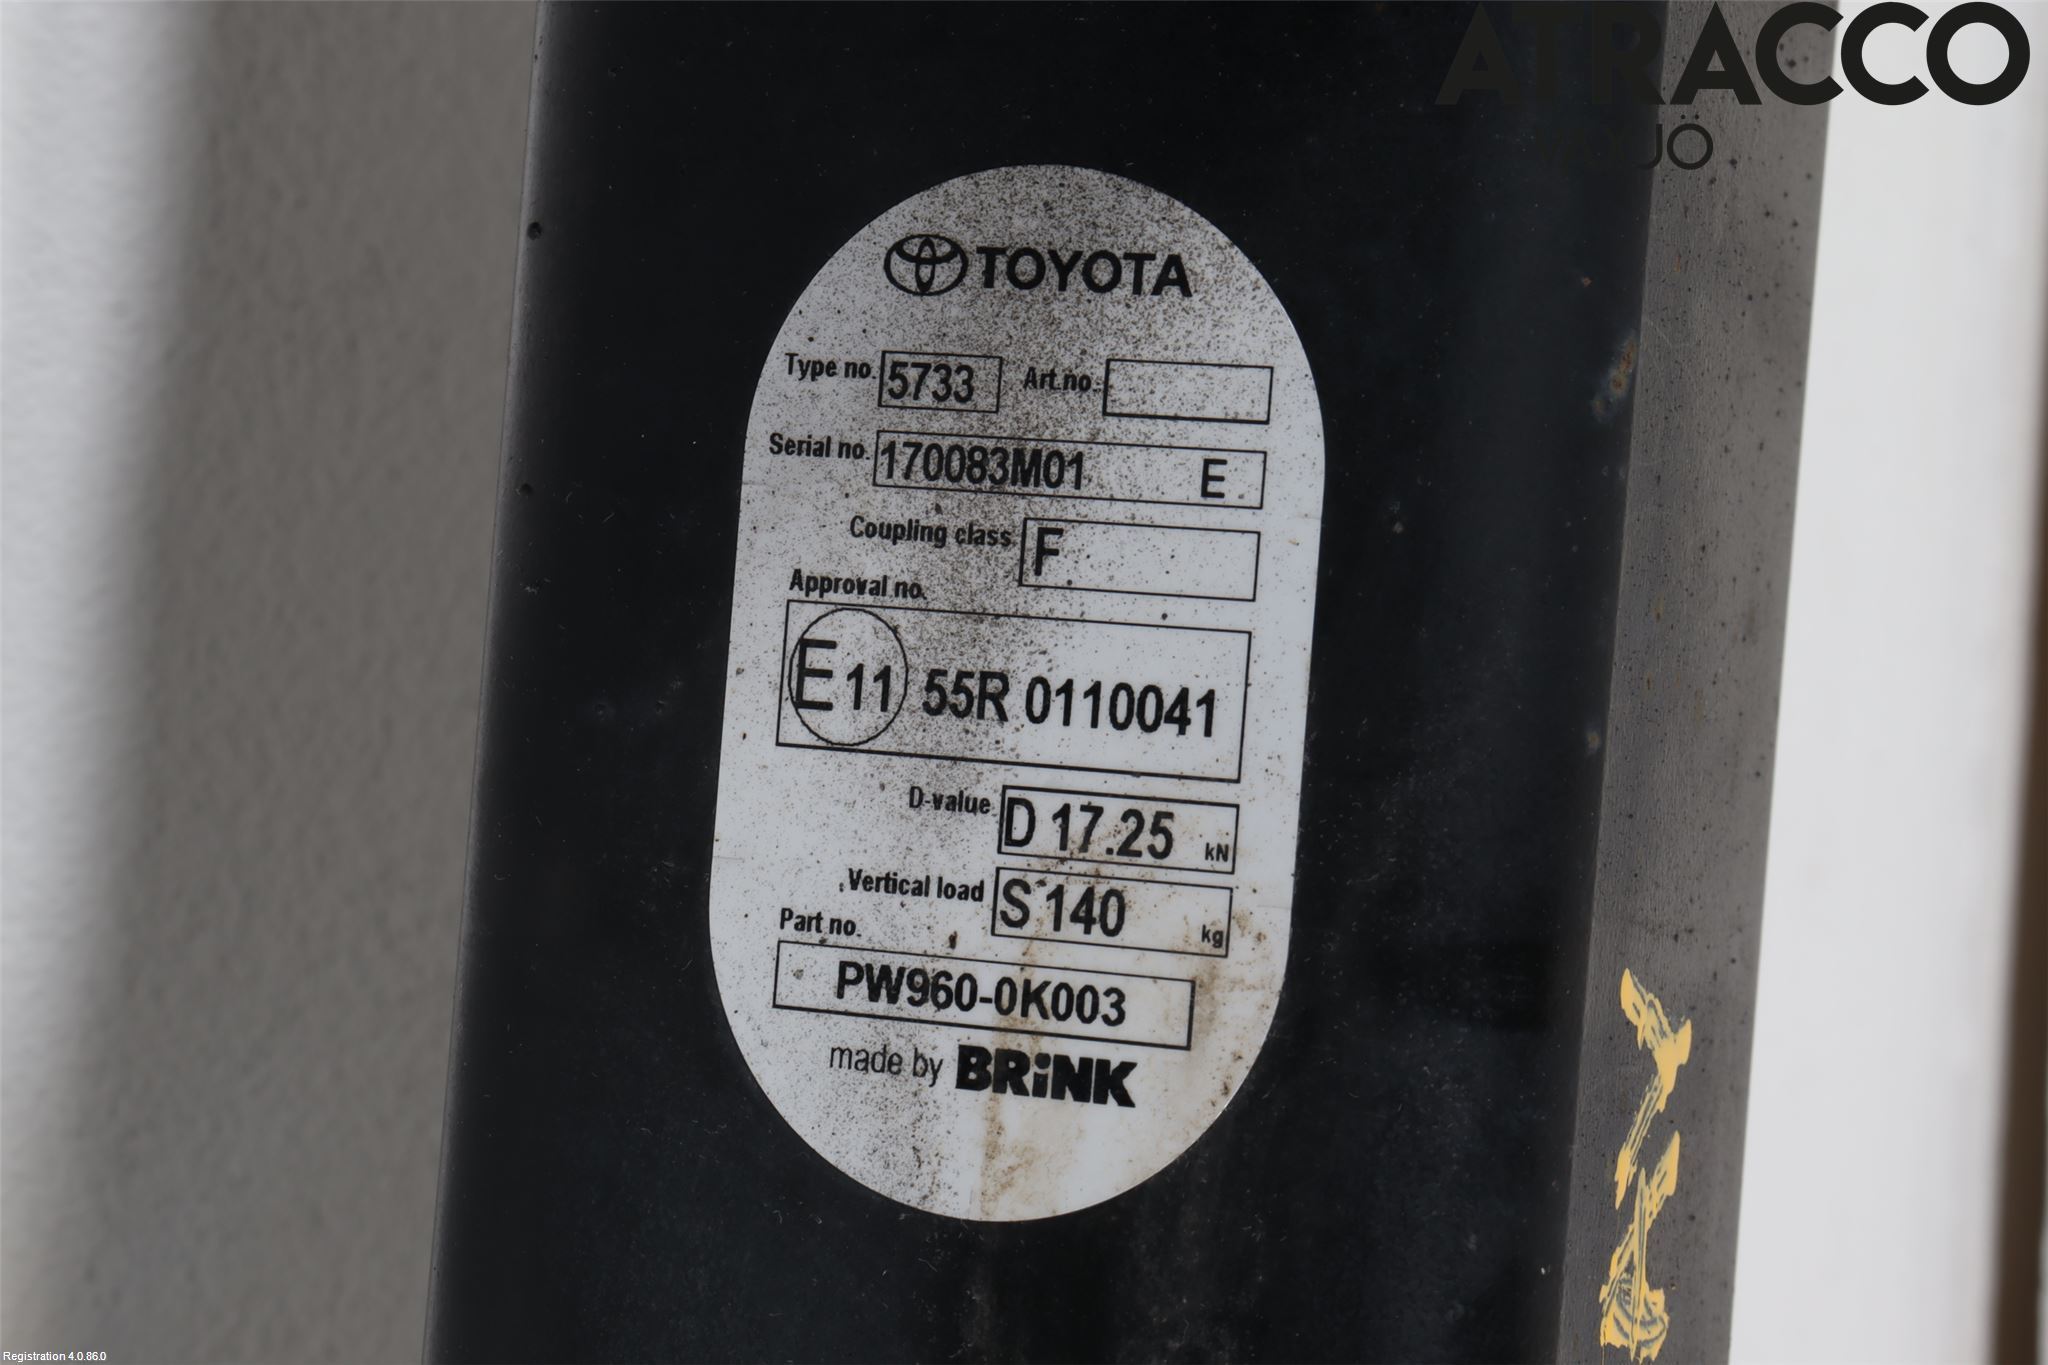 ATRACCO
TOYOTA
Type no. 5733 Art.no.
Serial no. 170083M01 E
Coupling class F
Approval no.
E 11 55R 0110041
D-value D 17.25 kN
Vertical load S 140 kg
Part no.
PW960-0K003
made by BRiNK
Registration 4.0.86.0